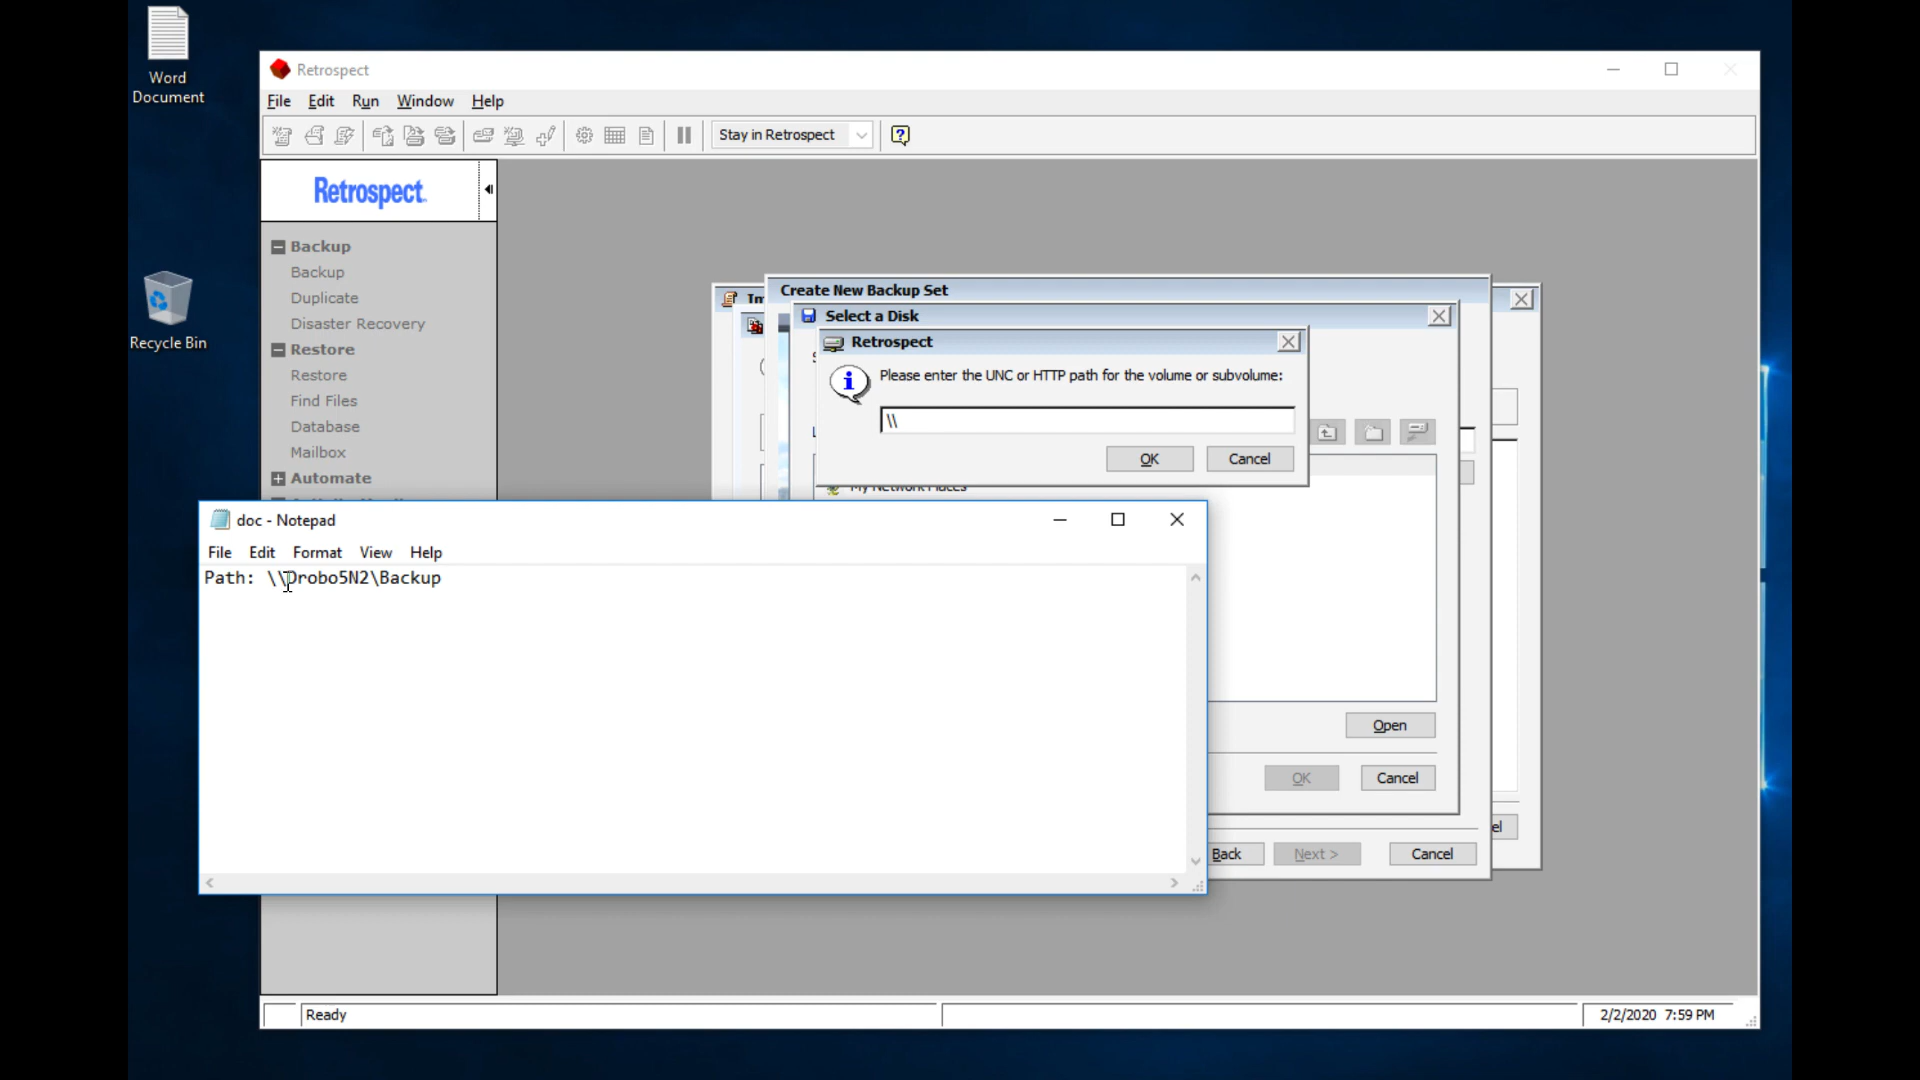 Word
Document
Recycle Bin
Retrospect
File Edit Run Window Help
Stay in Retrospect
Retrospect
Backup
Backup
Duplicate
Disaster Recovery
Restore
Restore
Find Files
Database
Mailbox
Automate
Create New Backup Set
Select a Disk
Retrospect
Please enter the UNC or HTTP path for the volume or subvolume:
\\
OK Cancel
My Network Places
Open
OK Cancel
Back Next > Cancel
doc - Notepad
File Edit Format View Help
Path: \\Drobo5N2\Backup
Ready
2/2/2020 7:59 PM